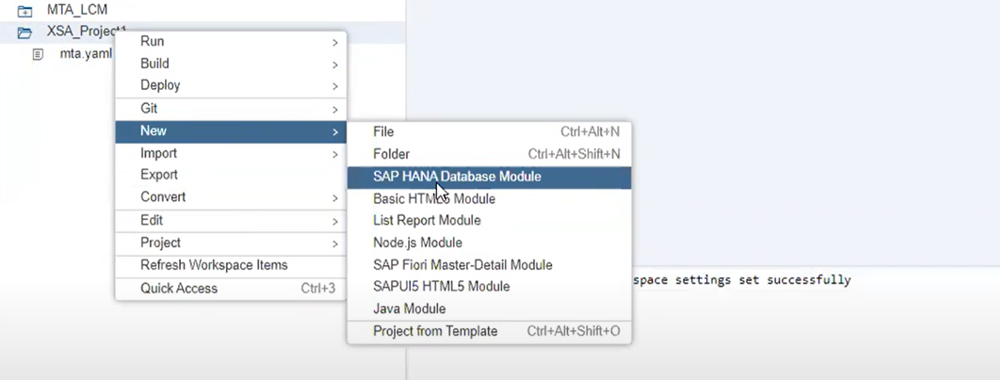 MTA_LCM
XSA_Project1
mta.yaml
Run
Build
Deploy
Git
New
Import
Export
Convert
Edit
Project
Refresh Workspace Items
Quick Access Ctrl+3
File Ctrl+Alt+N
Folder Ctrl+Alt+Shift+N
SAP HANA Database Module
Basic HTML5 Module
List Report Module
Node.js Module
SAP Fiori Master-Detail Module
SAPUI5 HTML5 Module
Java Module
Project from Template Ctrl+Alt+Shift+O
space settings set successfully